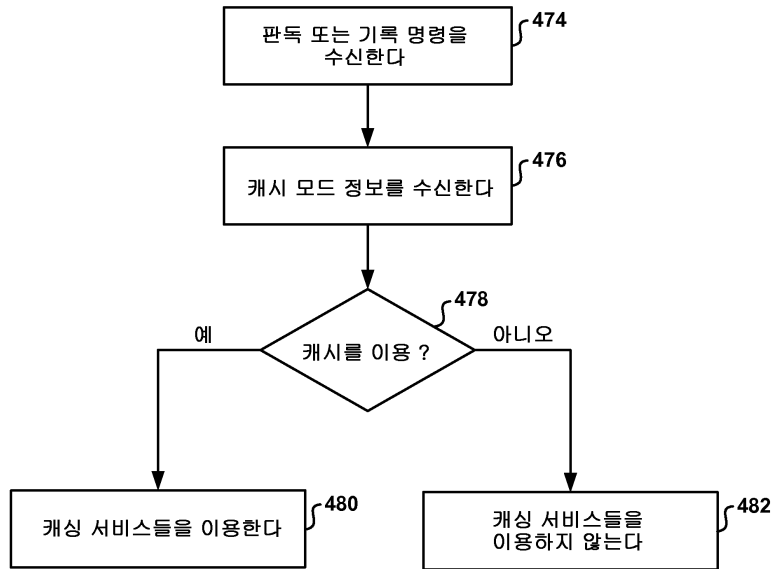 판독 또는 기록 명령을
수신한다
474
캐시 모드 정보를 수신한다
476
478
예
캐시를 이용 ?
아니오
캐싱 서비스들을 이용한다
480
캐싱 서비스들을
이용하지 않는다
482